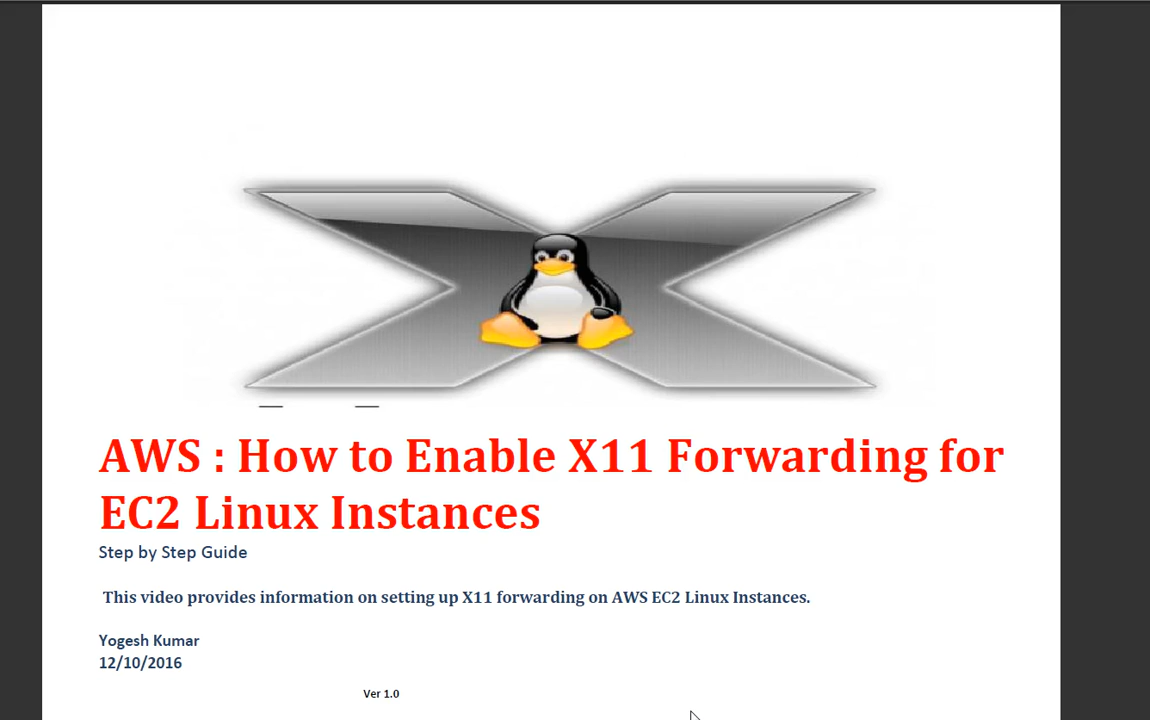 AWS : How to Enable X11 Forwarding for
EC2 Linux Instances
Step by Step Guide
This video provides information on setting up X11 forwarding on AWS EC2 Linux Instances.
Yogesh Kumar
12/10/2016
Ver 1.0